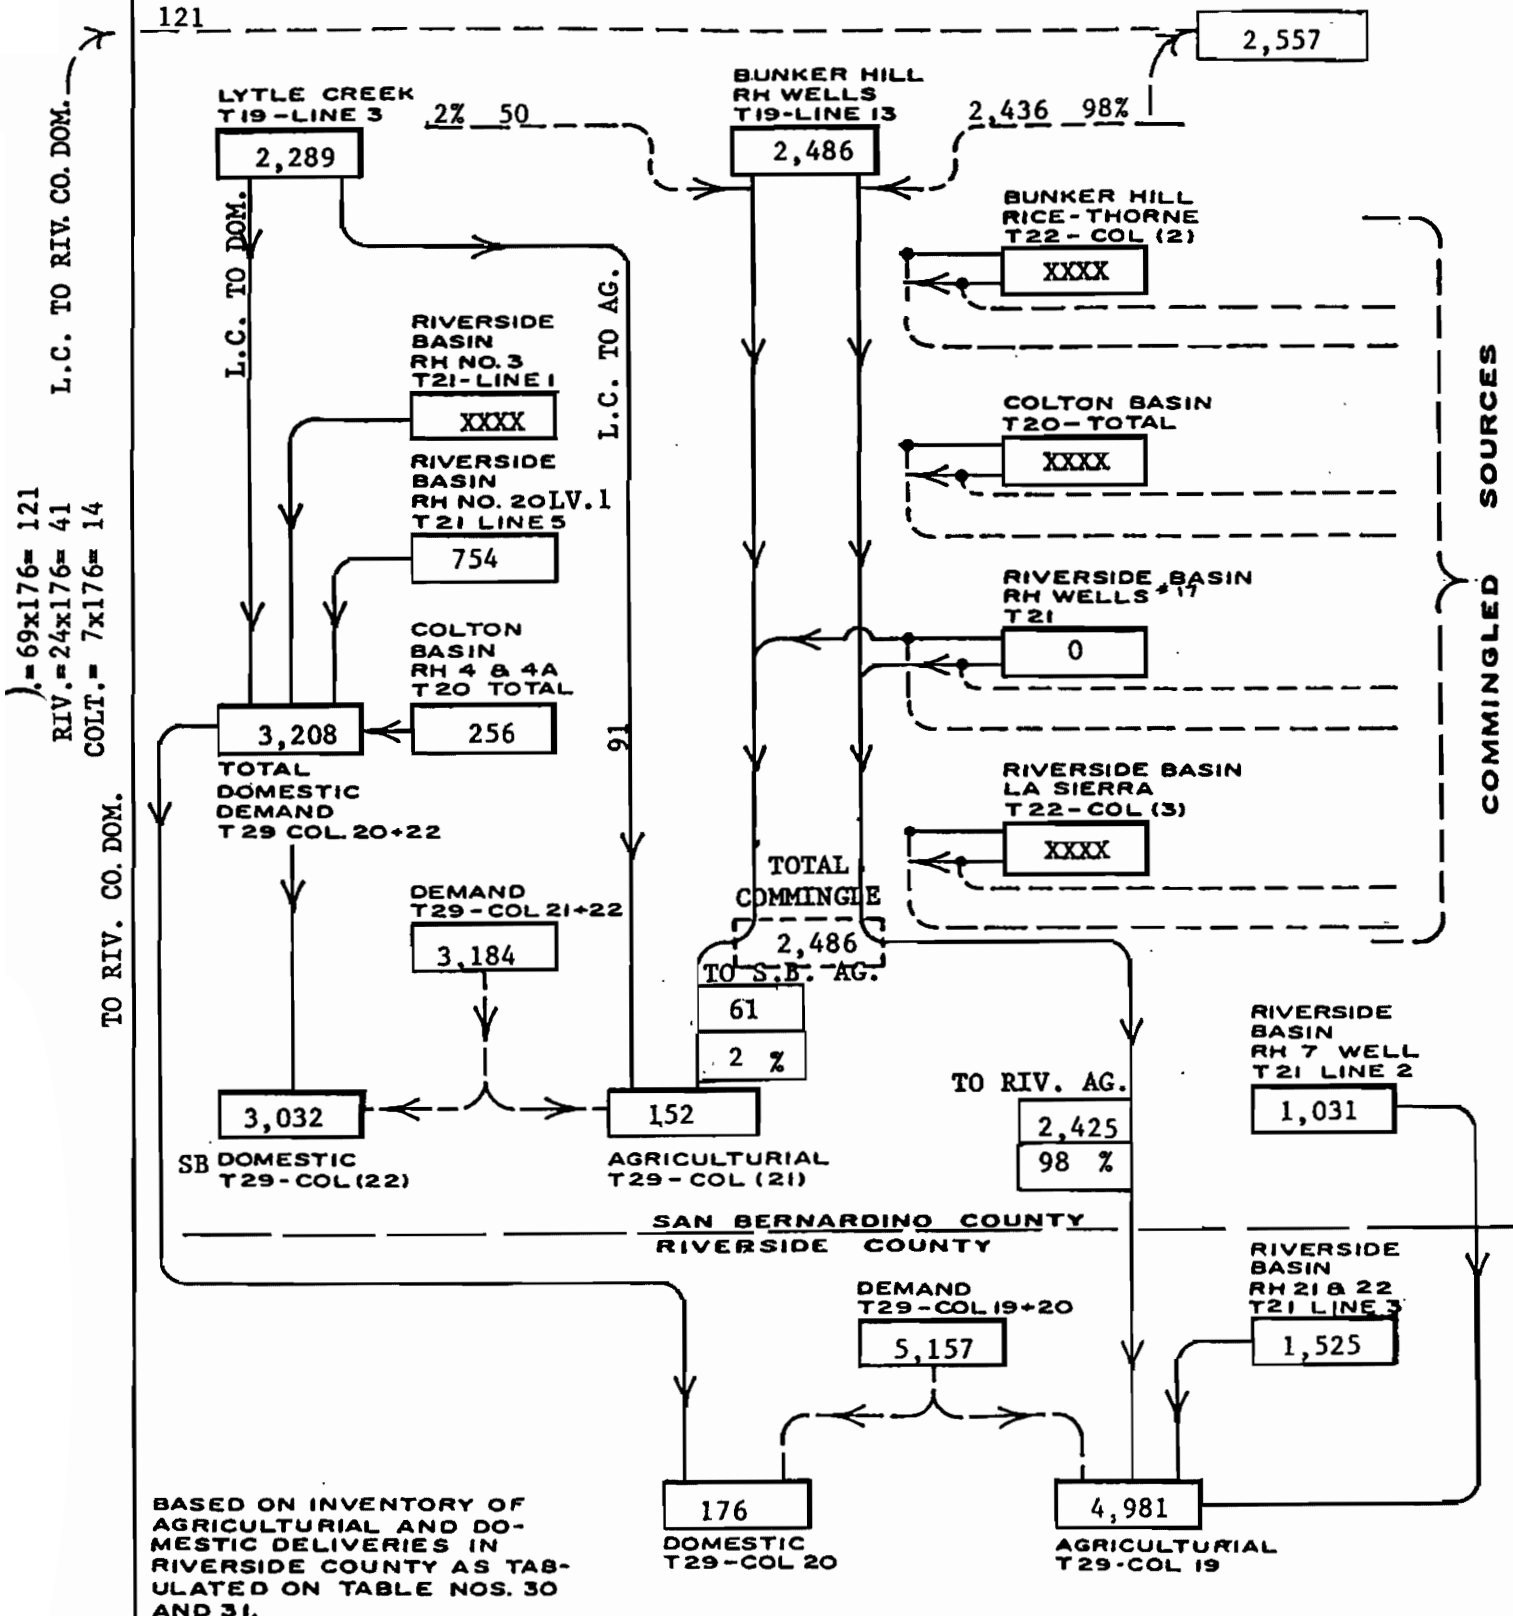 121
2,557
LYTLE CREEK
T19-LINE 3
2,289
2% 50
BUNKER HILL
RH WELLS
T19-LINE 13
2,486
2,436 98%
L.C. TO RIV. CO. DOM.
L.C. TO DOM.
L.C. TO AG.
BUNKER HILL
RICE-THORNE
T22-COL (2)
XXXX
RIVERSIDE
BASIN
RH NO. 3
T21-LINE 1
XXXX
COLTON BASIN
T20-TOTAL
XXXX
RIVERSIDE
BASIN
RH NO. 20 LV. 1
T21 LINE 5
754
RIVERSIDE BASIN
RH WELLS #17
T21
0
COMMINGLED SOURCES
).=69x176= 121
RIV.=24x176= 41
COLT.= 7x176= 14
COLTON
BASIN
RH 4 & 4A
T20 TOTAL
256
3,208
TOTAL
DOMESTIC
DEMAND
T29 COL. 20+22
91
RIVERSIDE BASIN
LA SIERRA
T22-COL (3)
XXXX
TO RIV. CO. DOM.
DEMAND
T29-COL 21+22
3,184
TOTAL
COMMINGLE
2,486
TO S.B. AG.
61
2 %
3,032
SB DOMESTIC
T29-COL (22)
152
AGRICULTURIAL
T29-COL (21)
TO RIV. AG.
2,425
98 %
RIVERSIDE
BASIN
RH 7 WELL
T21 LINE 2
1,031
SAN BERNARDINO COUNTY
RIVERSIDE COUNTY
DEMAND
T29-COL 19+20
5,157
RIVERSIDE
BASIN
RH 21 & 22
T21 LINE 3
1,525
176
DOMESTIC
T29-COL 20
4,981
AGRICULTURIAL
T29-COL 19
BASED ON INVENTORY OF
AGRICULTURIAL AND DO-
MESTIC DELIVERIES IN
RIVERSIDE COUNTY AS TAB-
ULATED ON TABLE NOS. 30
AND 31.